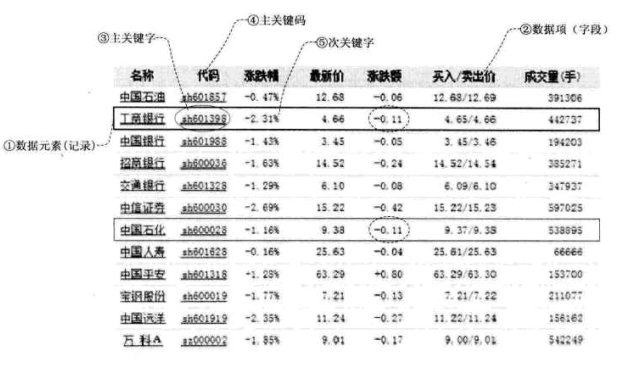 ④主关键码
③主关键字
⑤次关键字
②数据项（字段）
名称 代码 涨跌幅 最新价 涨跌额 买入/卖出价 成交量(手)
中国石油 sh601857 -0.47% 12.68 -0.06 12.68/12.69 391306
工商银行 sh601398 -2.31% 4.66 -0.11 4.65/4.66 442737
①数据元素(记录)
中国银行 sh601988 -1.43% 3.45 -0.05 3.45/3.46 194203
招商银行 sh600036 -1.63% 14.52 -0.24 14.52/14.54 385271
交通银行 sh601328 -1.29% 6.10 -0.08 6.09/6.10 347937
中信证券 sh600030 -2.69% 15.22 -0.42 15.22/15.23 597025
中国石化 sh600028 -1.16% 9.38 -0.11 9.37/9.38 538895
中国人寿 sh601628 -0.16% 25.63 -0.04 25.61/25.63 66666
中国平安 sh601318 -1.28% 63.29 +0.80 63.29/63.30 153700
宝钢股份 sh600019 -1.77% 7.21 -0.13 7.21/7.22 211077
中国远洋 sh601919 -2.35% 11.24 -0.27 11.22/11.24 156162
万 科A sz000002 -1.85% 9.01 -0.17 9.00/9.01 542249